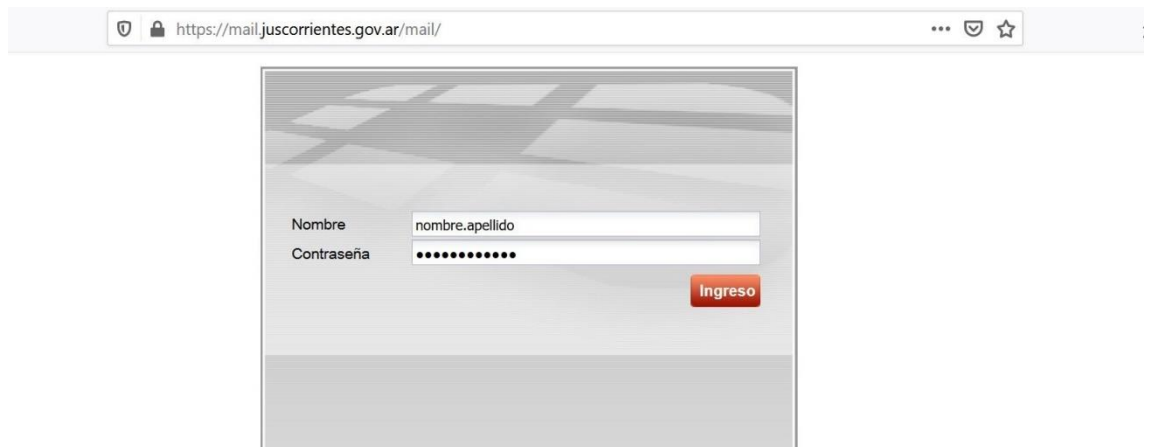 https://mail.juscorrientes.gov.ar/mail/
Nombre nombre.apellido
Contraseña ••••••••••••
Ingreso